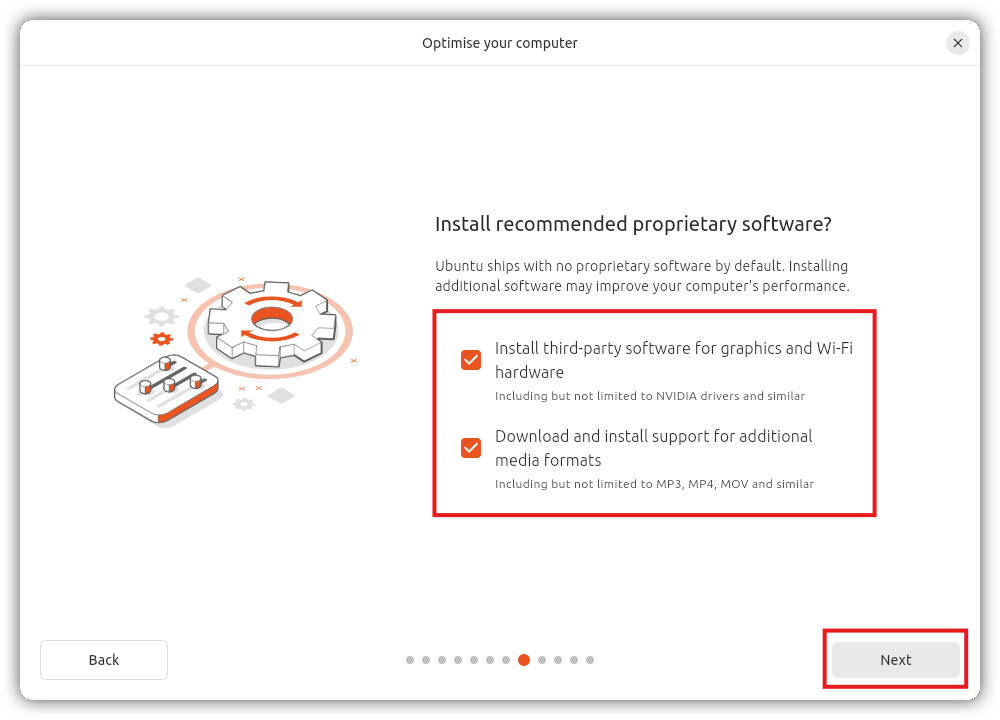 Optimise your computer
Install recommended proprietary software?
Ubuntu ships with no proprietary software by default. Installing
additional software may improve your computer's performance.
Install third-party software for graphics and Wi-Fi
hardware
Including but not limited to NVIDIA drivers and similar
Download and install support for additional
media formats
Including but not limited to MP3, MP4, MOV and similar
Back
Next